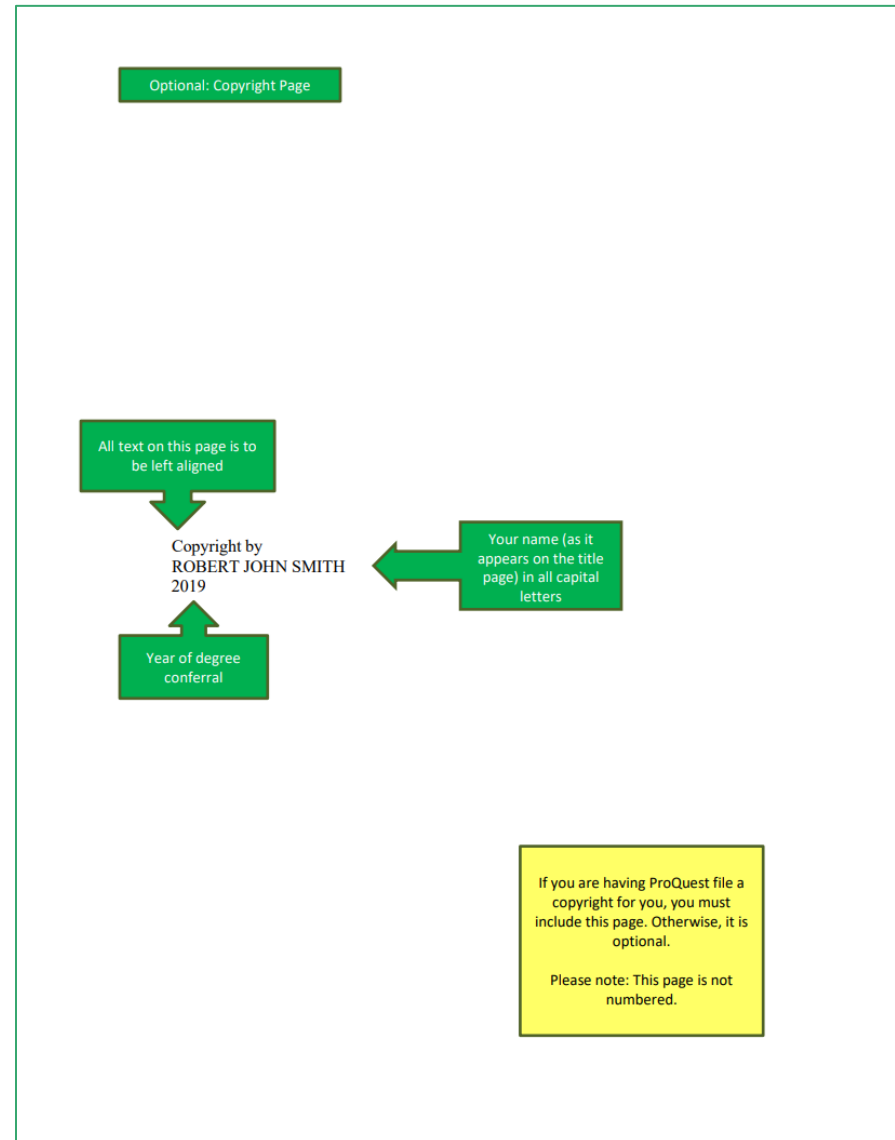 Optional: Copyright Page
All text on this page is to
be left aligned
Copyright by
ROBERT JOHN SMITH
2019
Your name (as it
appears on the title
page) in all capital
letters
Year of degree
conferral
If you are having ProQuest file a
copyright for you, you must
include this page. Otherwise, it is
optional.
Please note: This page is not
numbered.